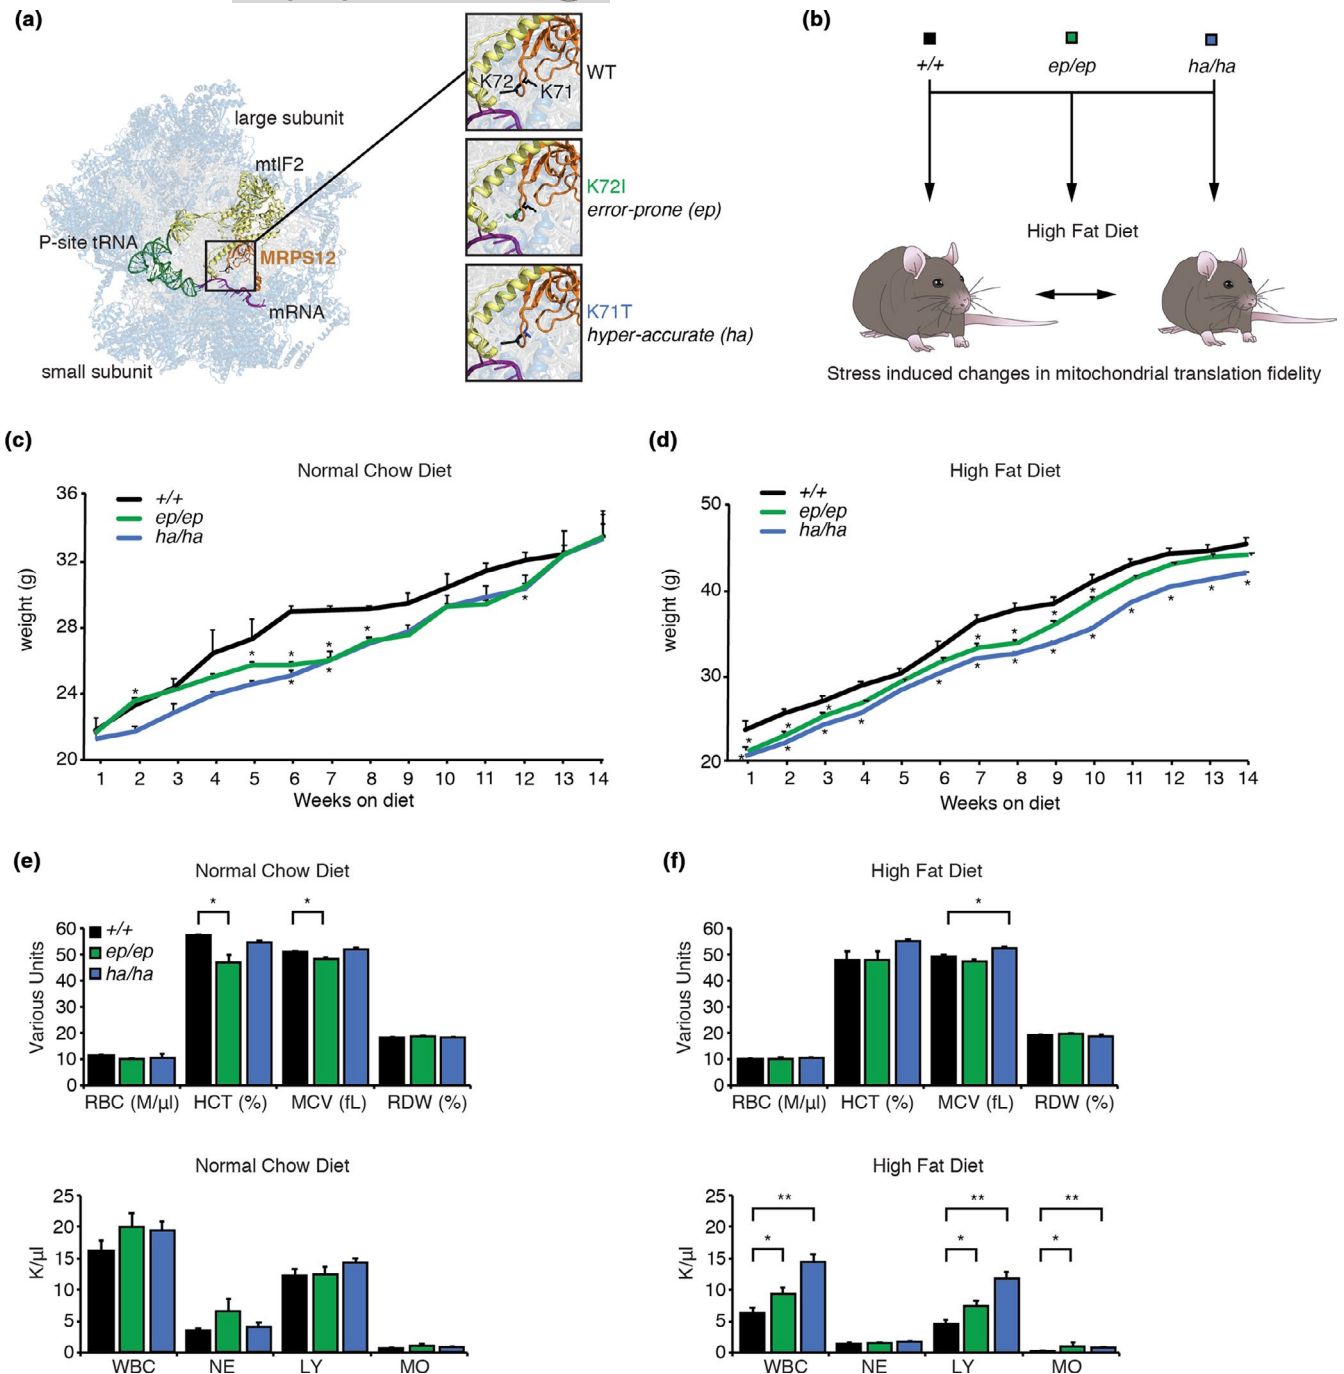 (a)
large subunit
mtIF2
P-site tRNA
MRPS12
mRNA
small subunit
K72
K71
WT
K72I
error-prone (ep)
K71T
hyper-accurate (ha)
(b)
+/+
ep/ep
ha/ha
High Fat Diet
Stress induced changes in mitochondrial translation fidelity
(c)
Normal Chow Diet
+/+
ep/ep
ha/ha
weight (g)
36
32
28
24
20
1 2 3 4 5 6 7 8 9 10 11 12 13 14
Weeks on diet
* * * * * * * *
(d)
High Fat Diet
+/+
ep/ep
ha/ha
weight (g)
50
40
30
20
1 2 3 4 5 6 7 8 9 10 11 12 13 14
Weeks on diet
(e)
Normal Chow Diet
* *
+/+
ep/ep
ha/ha
Various Units
60
50
40
30
20
10
0
RBC (M/µl) HCT (%) MCV (fL) RDW (%)
Normal Chow Diet
K/µl
25
20
15
10
5
0
WBC NE LY MO
(f)
High Fat Diet
*
Various Units
60
50
40
30
20
10
0
RBC (M/µl) HCT (%) MCV (fL) RDW (%)
High Fat Diet
** ** **
* * *
K/µl
25
20
15
10
5
0
WBC NE LY MO